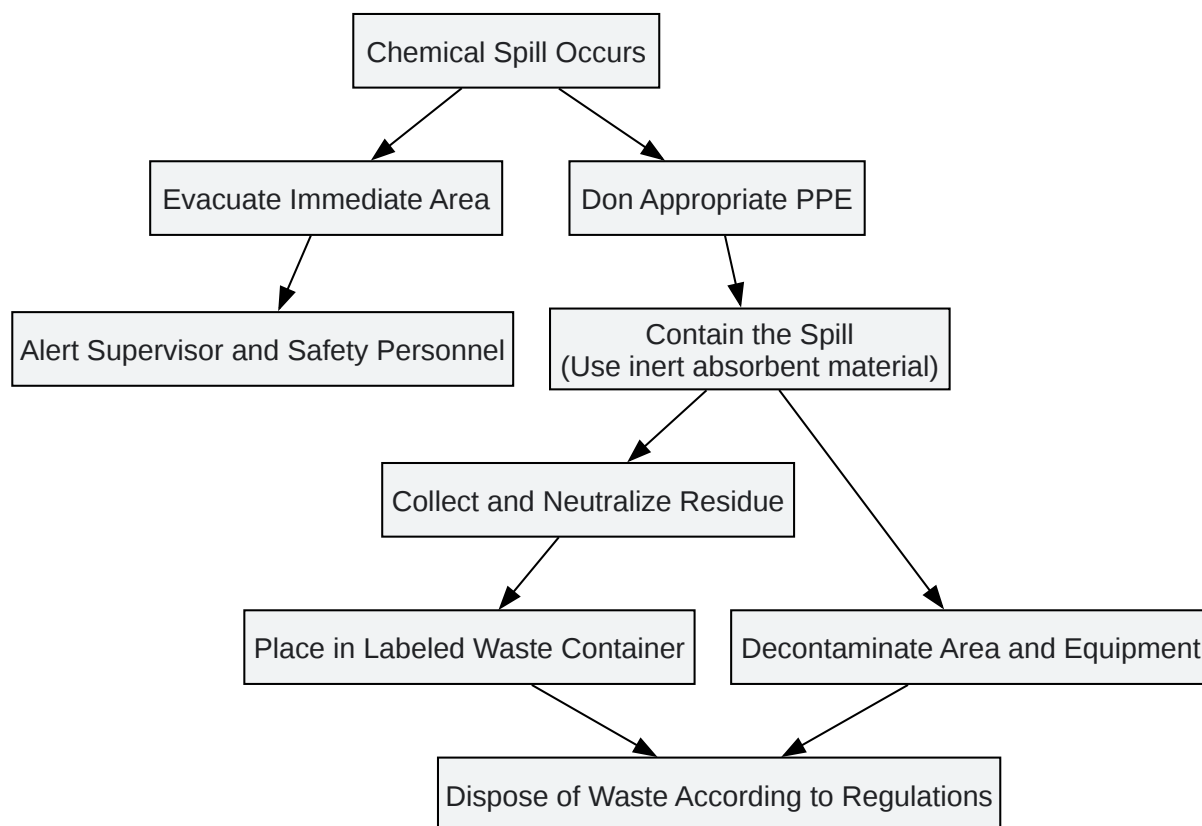 Chemical Spill Occurs
Evacuate Immediate Area
Don Appropriate PPE
Alert Supervisor and Safety Personnel
Contain the Spill
(Use inert absorbent material)
Collect and Neutralize Residue
Place in Labeled Waste Container
Decontaminate Area and Equipment
Dispose of Waste According to Regulations